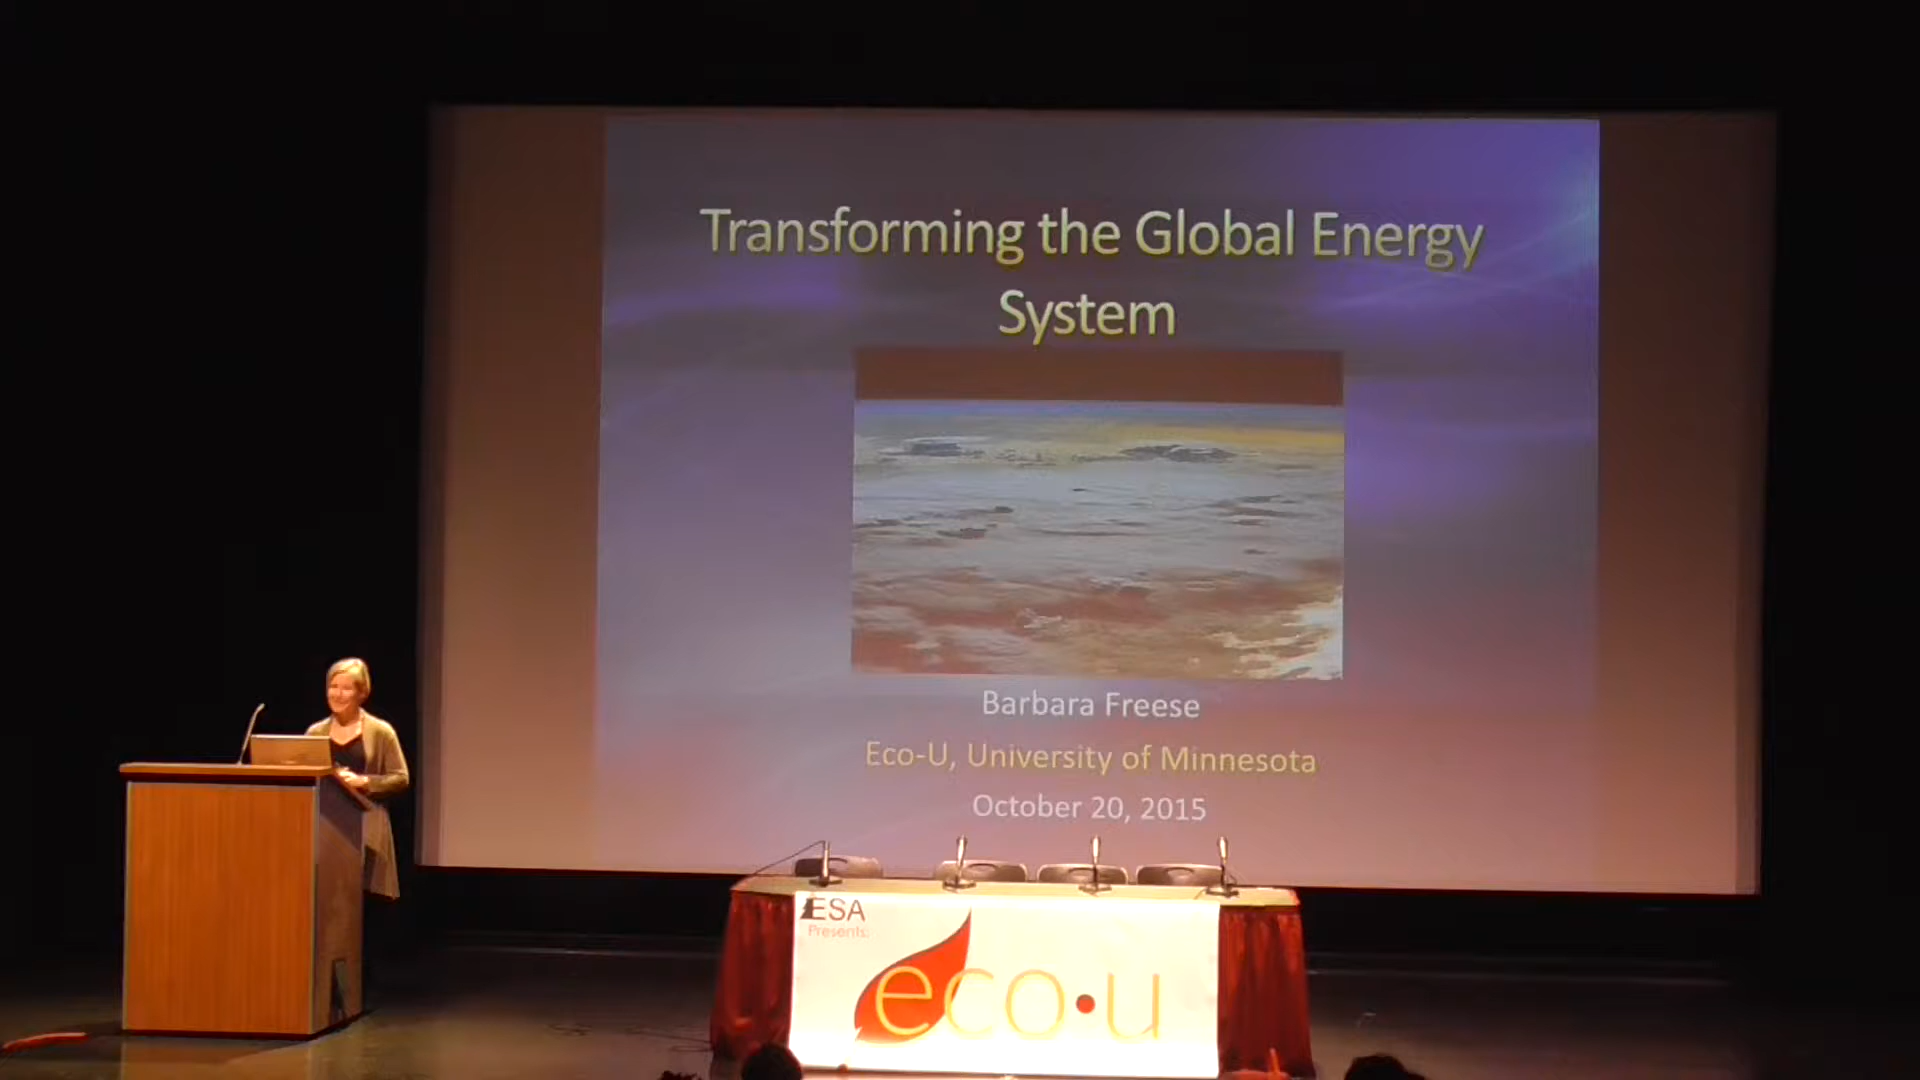 Transforming the Global Energy
System
Barbara Freese
Eco-U, University of Minnesota
October 20, 2015
ESA
Presents:
eco•u